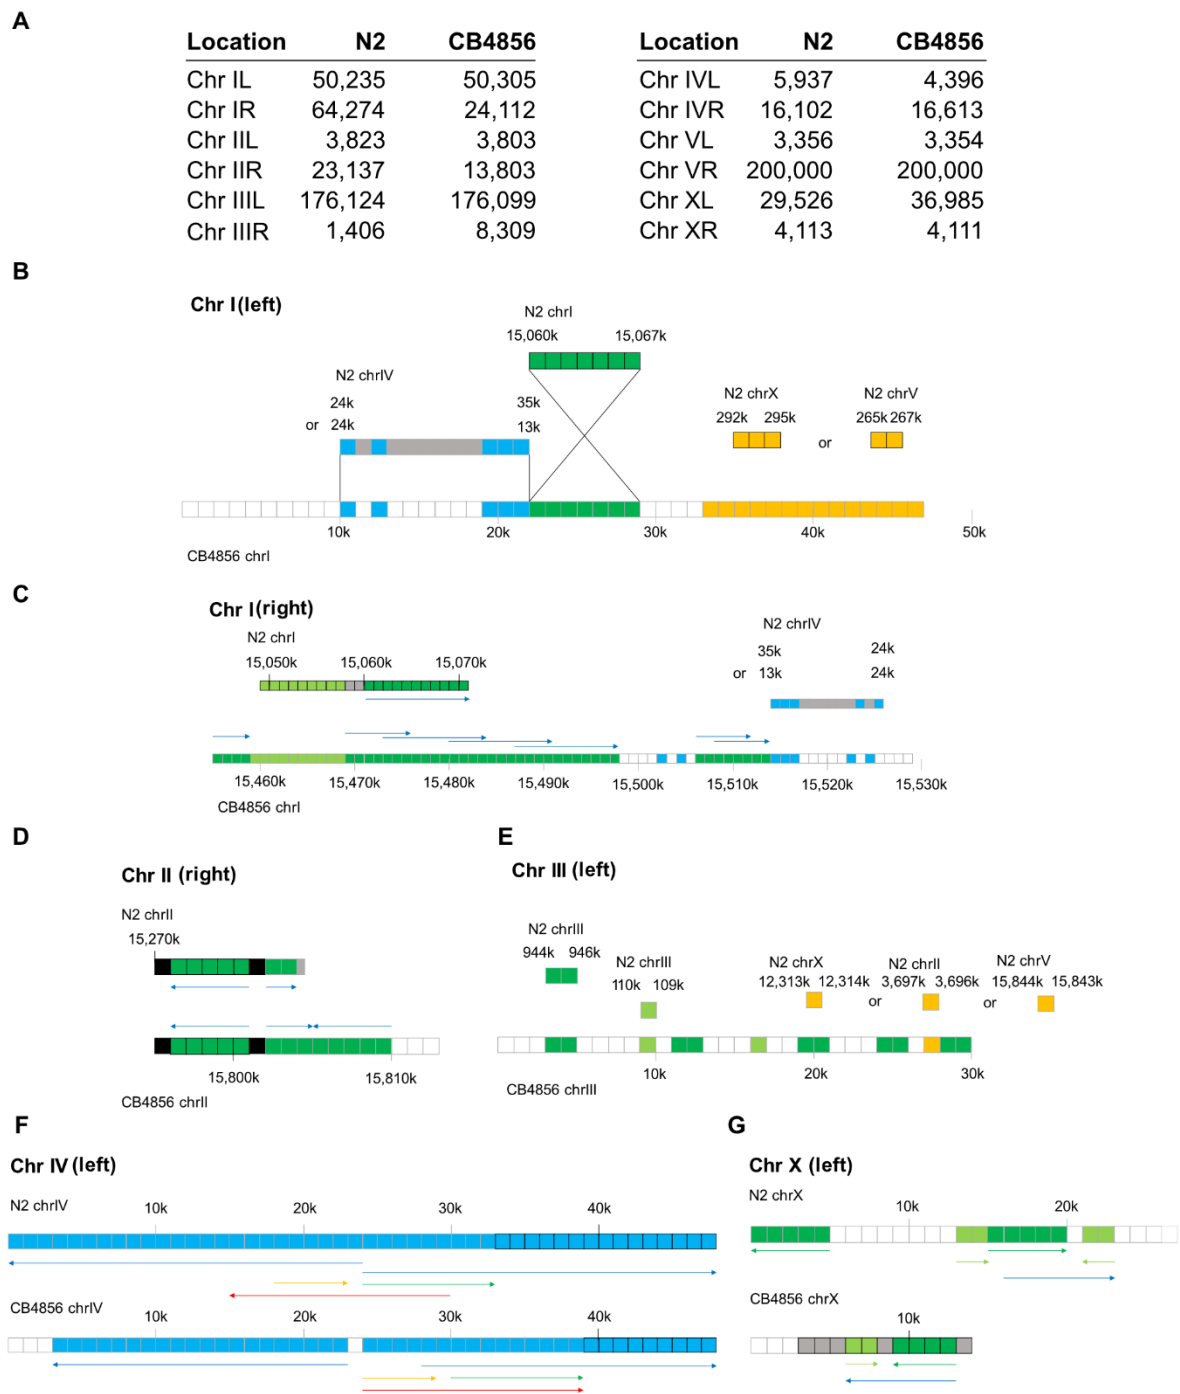 A
Location N2 CB4856
Chr IL 50,235 50,305
Chr IR 64,274 24,112
Chr IIL 3,823 3,803
Chr IIR 23,137 13,803
Chr IIIL 176,124 176,099
Chr IIIR 1,406 8,309
Location N2 CB4856
Chr IVL 5,937 4,396
Chr IVR 16,102 16,613
Chr VL 3,356 3,354
Chr VR 200,000 200,000
Chr XL 29,526 36,985
Chr XR 4,113 4,111
B
Chr I (left)
N2 chrI
15,060k 15,067k
N2 chrIV
24k 35k
or 24k 13k
N2 chrX
292k 295k
or
N2 chrV
265k 267k
10k 20k 30k 40k 50k
CB4856 chrI
C
Chr I (right)
N2 chrI
15,050k 15,060k 15,070k
N2 chrIV
35k 24k
or 13k 24k
15,460k 15,470k 15,480k 15,490k 15,500k 15,510k 15,520k 15,530k
CB4856 chrI
D
Chr II (right)
N2 chrII
15,270k
15,800k 15,810k
CB4856 chrII
E
Chr III (left)
N2 chrIII
944k 946k
N2 chrIII
110k 109k
N2 chrX
12,313k 12,314k
or
N2 chrII
3,697k 3,696k
or
N2 chrV
15,844k 15,843k
10k 20k 30k
CB4856 chrIII
F
Chr IV (left)
N2 chrIV
10k 20k 30k 40k
CB4856 chrIV
10k 20k 30k 40k
G
Chr X (left)
N2 chrX
10k 20k
CB4856 chrX
10k